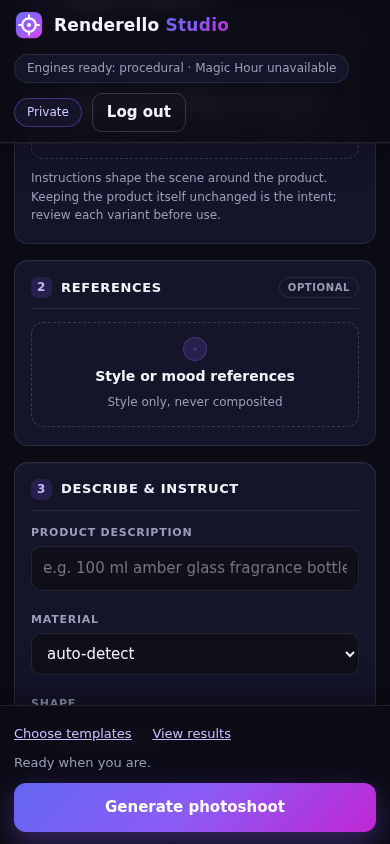 Renderello Studio
Engines ready: procedural · Magic Hour unavailable
Private
Log out
Instructions shape the scene around the product.
Keeping the product itself unchanged is the intent;
review each variant before use.
2 REFERENCES OPTIONAL
Style or mood references
Style only, never composited
3 DESCRIBE & INSTRUCT
PRODUCT DESCRIPTION
e.g. 100 ml amber glass fragrance bottle
MATERIAL
auto-detect
SHAPE
Choose templates View results
Ready when you are.
Generate photoshoot